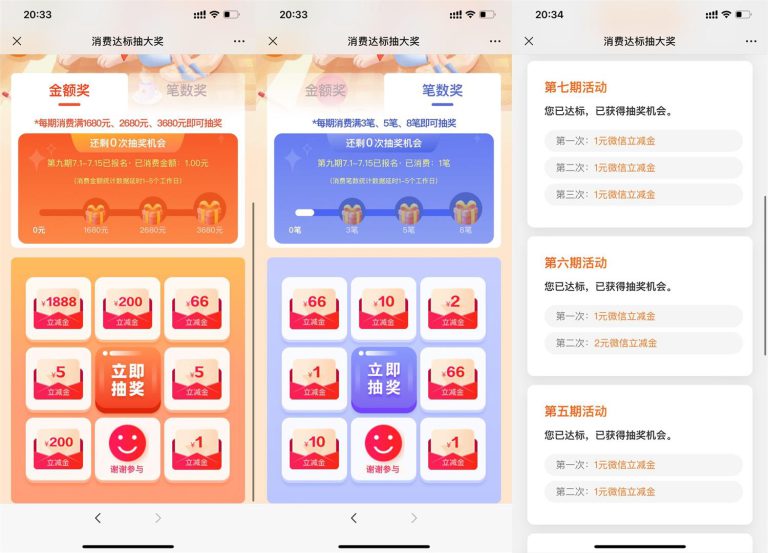 20:33
消费达标抽大奖
金额奖
笔数奖
*每期消费满1680元、2680元、3680元即可抽奖
还剩0次抽奖机会
第九期7.1-7.15已报名·已消费金额：1.00元
(消费金额统计数据延时1-5个工作日)
0元
1680元
2680元
3680元
¥1888
立减金
¥200
立减金
¥66
立减金
¥5
立减金
立即
抽奖
¥5
立减金
¥200
立减金
谢谢参与
¥1
立减金
20:33
消费达标抽大奖
金额奖
笔数奖
*每期消费满3笔、5笔、8笔即可抽奖
还剩0次抽奖机会
第九期7.1-7.15已报名·已消费：1笔
(消费笔数统计数据延时1-5个工作日)
0笔
3笔
5笔
8笔
¥66
立减金
¥10
立减金
¥2
立减金
¥1
立减金
立即
抽奖
¥66
立减金
¥10
立减金
谢谢参与
¥1
立减金
20:34
消费达标抽大奖
第七期活动
您已达标，已获得抽奖机会。
第一次：1元微信立减金
第二次：1元微信立减金
第三次：1元微信立减金
第六期活动
您已达标，已获得抽奖机会。
第一次：1元微信立减金
第二次：2元微信立减金
第五期活动
您已达标，已获得抽奖机会。
第一次：1元微信立减金
第二次：1元微信立减金